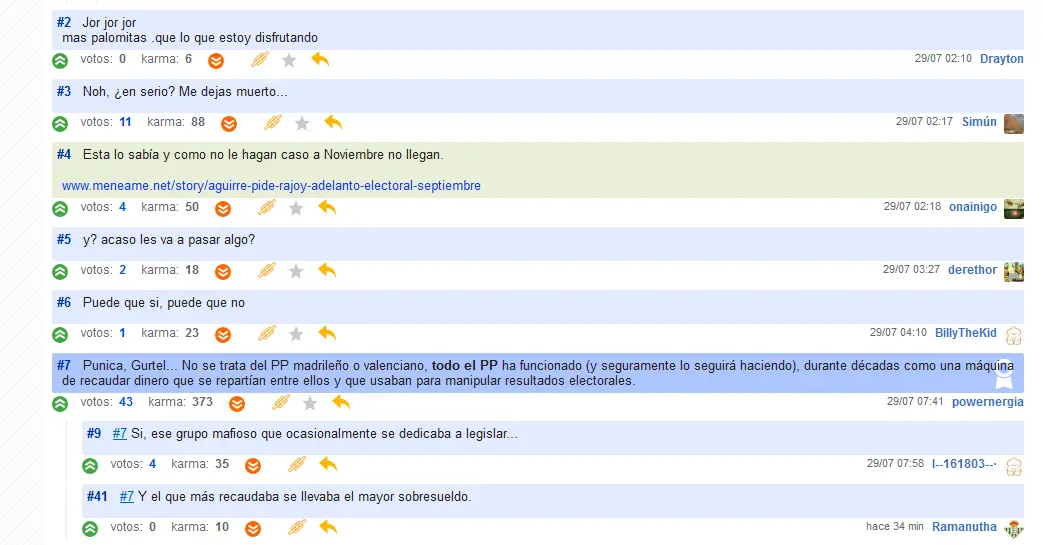 #2 Jor jor jor
mas palomitas .que lo que estoy disfrutando
votos: 0 karma: 6 29/07 02:10 Drayton
#3 Noh, ¿en serio? Me dejas muerto...
votos: 11 karma: 88 29/07 02:17 Simún
#4 Esta lo sabía y como no le hagan caso a Noviembre no llegan.
www.meneame.net/story/aguirre-pide-rajoy-adelanto-electoral-septiembre
votos: 4 karma: 50 29/07 02:18 onainigo
#5 y? acaso les va a pasar algo?
votos: 2 karma: 18 29/07 03:27 derethor
#6 Puede que si, puede que no
votos: 1 karma: 23 29/07 04:10 BillyTheKid
#7 Punica, Gurtel... No se trata del PP madrileño o valenciano, todo el PP ha funcionado (y seguramente lo seguirá haciendo), durante décadas como una máquina
de recaudar dinero que se repartían entre ellos y que usaban para manipular resultados electorales.
votos: 43 karma: 373 29/07 07:41 powernergia
#9 #7 Si, ese grupo mafioso que ocasionalmente se dedicaba a legislar...
votos: 4 karma: 35 29/07 07:58 l--161803--·
#41 #7 Y el que más recaudaba se llevaba el mayor sobresueldo.
votos: 0 karma: 10 hace 34 min Ramanutha